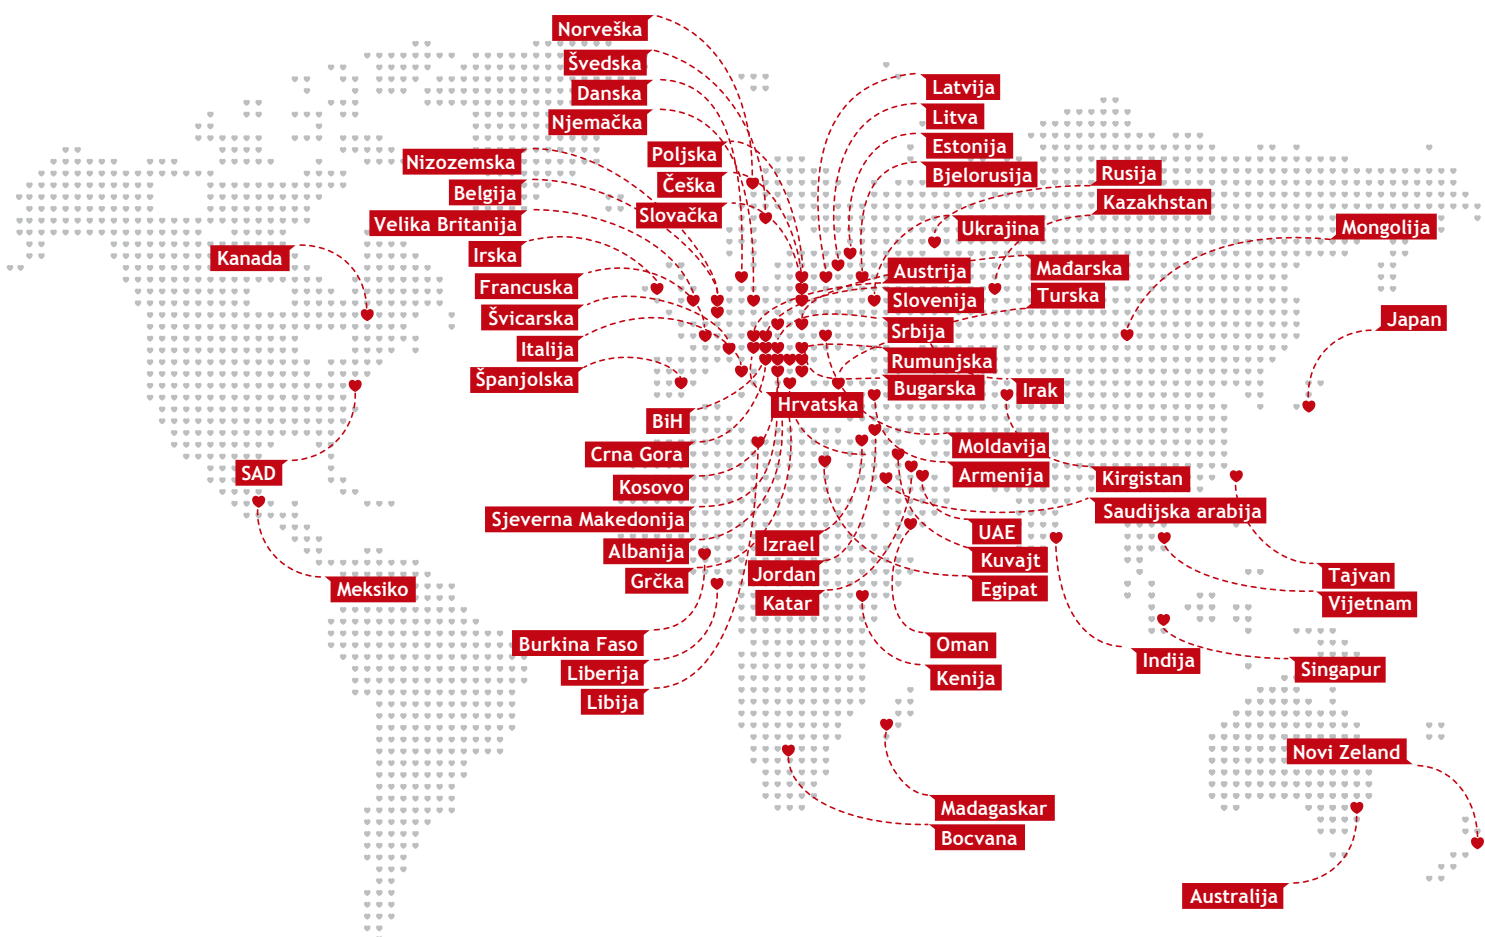 Norveška
Švedska
Danska
Njemačka
Nizozemska
Belgija
Velika Britanija
Irska
Francuska
Švicarska
Italija
Španjolska
Poljska
Češka
Slovačka
Kanada
SAD
Meksiko
BiH
Crna Gora
Kosovo
Sjeverna Makedonija
Albanija
Grčka
Burkina Faso
Liberija
Libija
Izrael
Jordan
Katar
Hrvatska
Latvija
Litva
Estonija
Bjelorusija
Ukrajina
Austrija
Slovenija
Srbija
Rumunjska
Bugarska
Rusija
Kazakhstan
Mađarska
Turska
Irak
Moldavija
Armenija
Kirgistan
Saudijska arabija
UAE
Kuvajt
Egipat
Oman
Kenija
Madagaskar
Bocvana
Mongolija
Japan
Tajvan
Vijetnam
Indija
Singapur
Novi Zeland
Australija